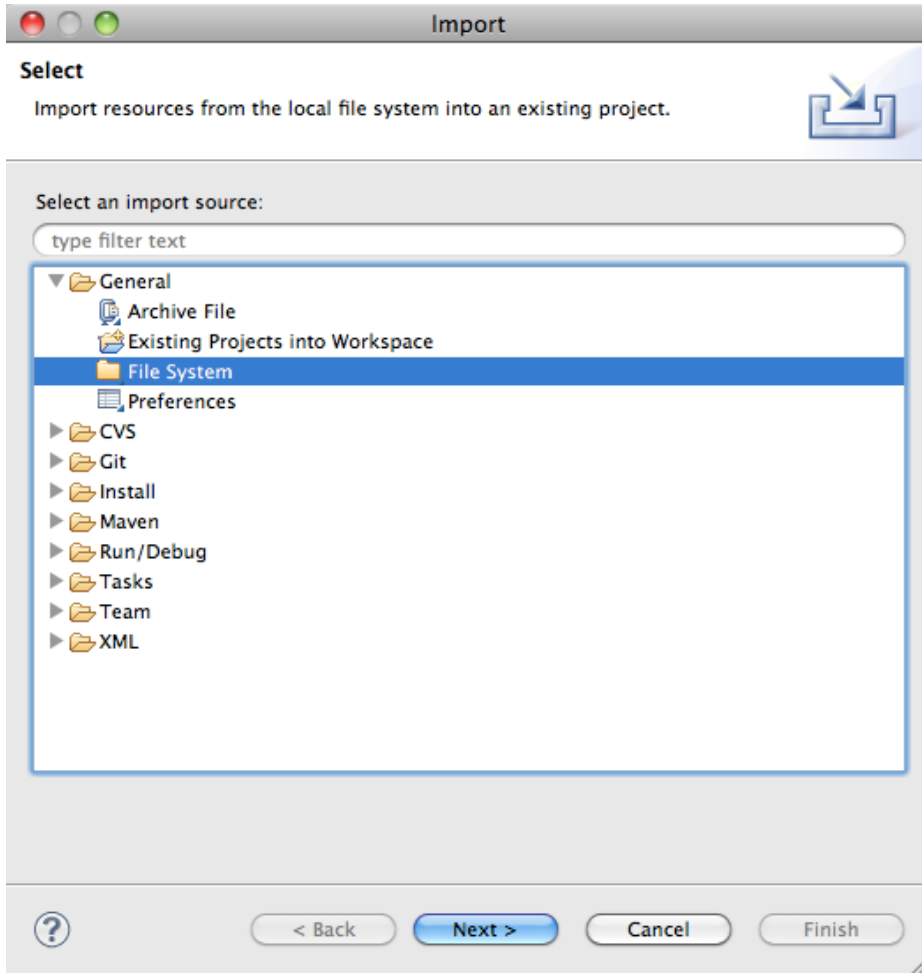 Import
Select
Import resources from the local file system into an existing project.
Select an import source:
type filter text
General
Archive File
Existing Projects into Workspace
File System
Preferences
CVS
Git
Install
Maven
Run/Debug
Tasks
Team
XML
? < Back Next > Cancel Finish